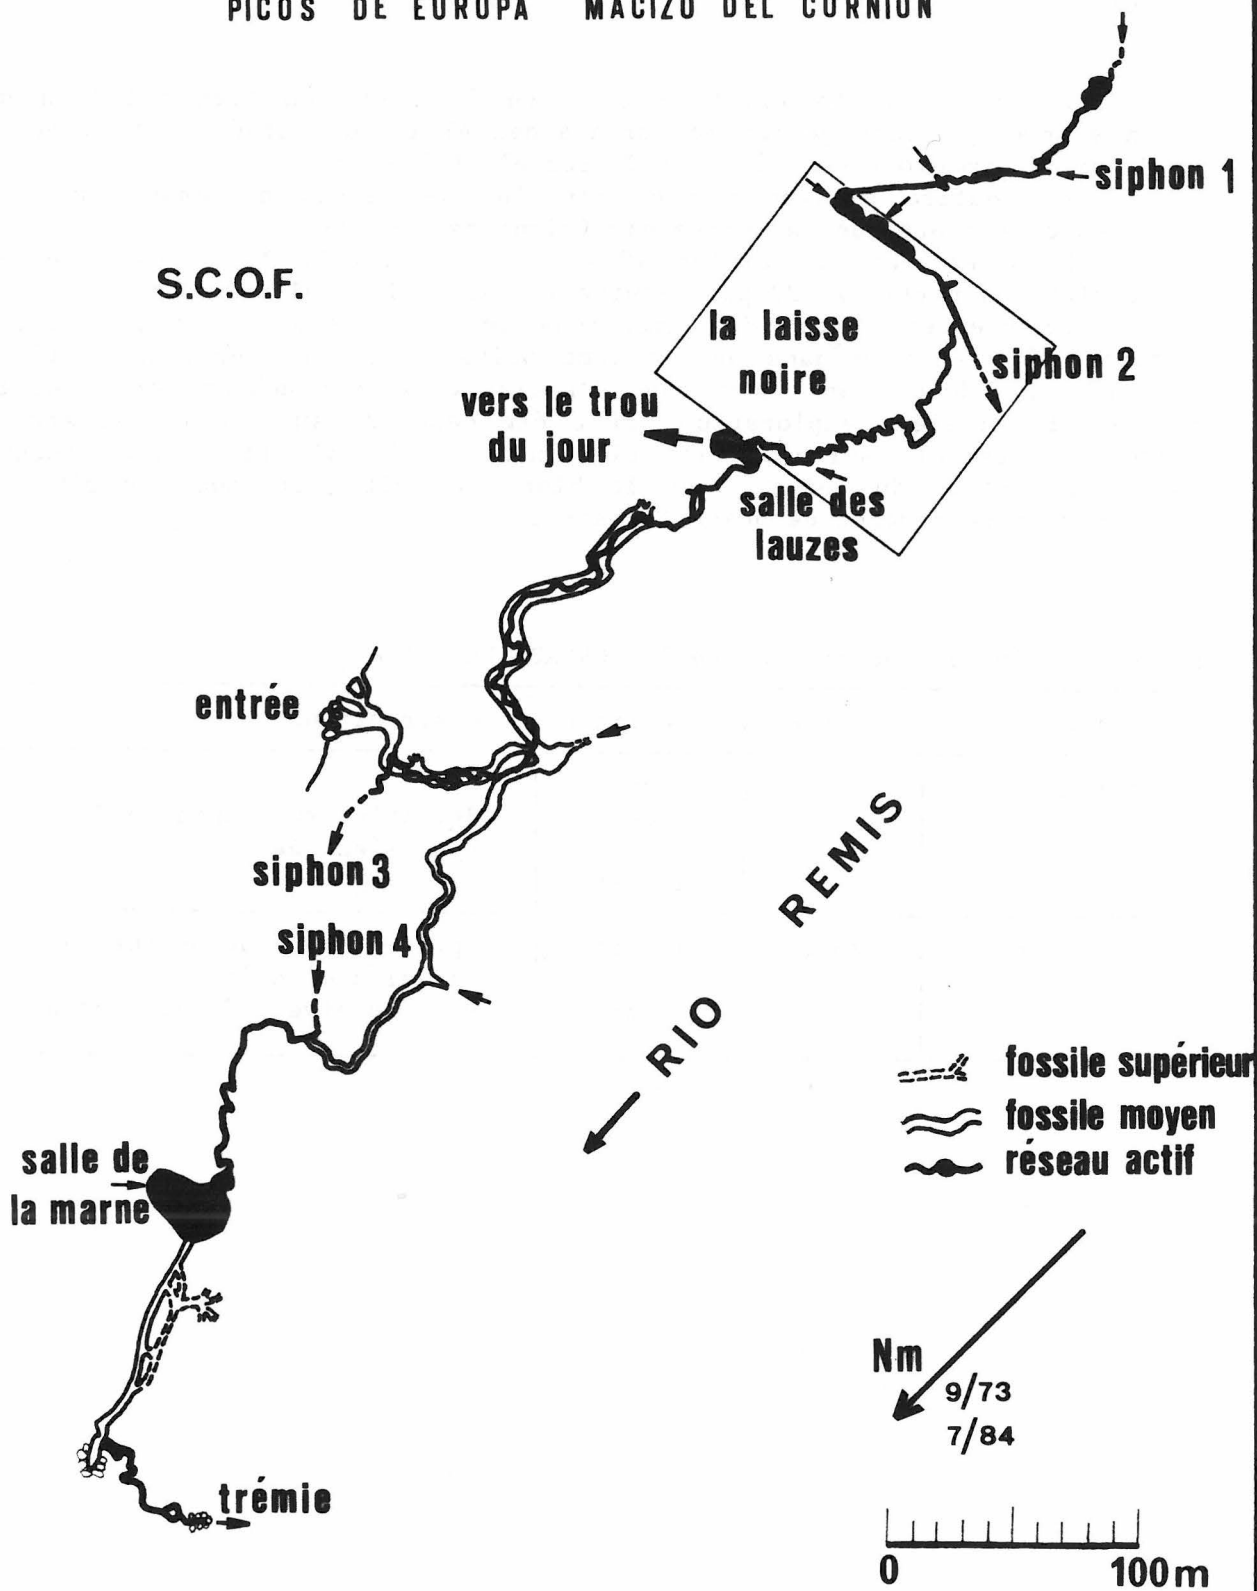 PICOS DE EUROPA MACIZO DEL CORNION
siphon 1
S.C.O.F.
la laisse
noire
siphon 2
vers le trou
du jour
salle des
lauzes
entrée
siphon 3
siphon 4
REMIS
RIO
fossile supérieur
fossile moyen
réseau actif
salle de
la marne
Nm
9/73
7/84
trémie
0 100m